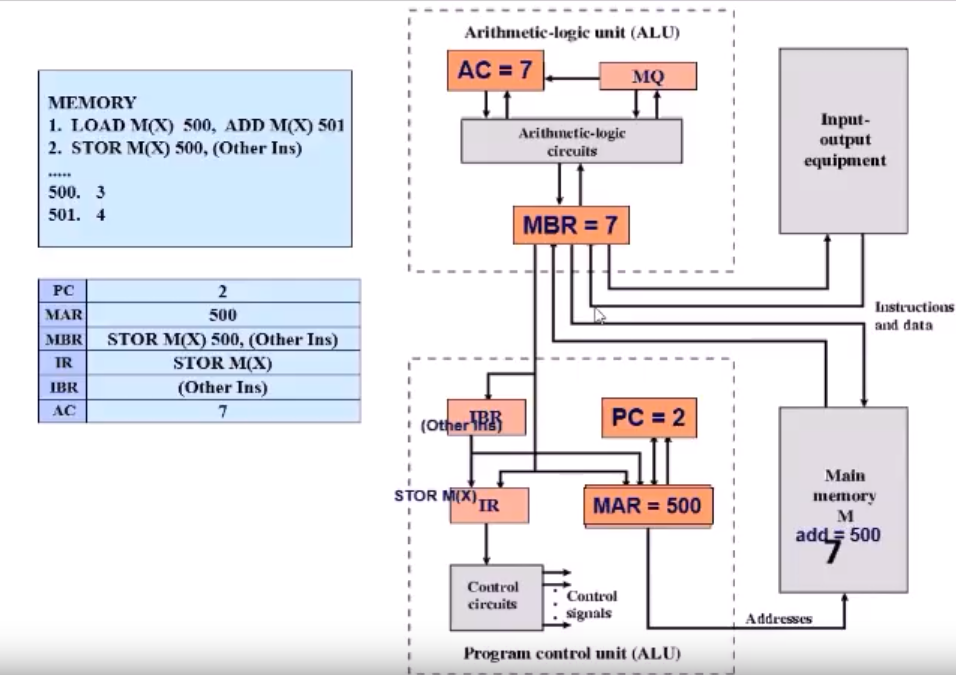 MEMORY
1. LOAD M(X) 500, ADD M(X) 501
2. STOR M(X) 500, (Other Ins)
.....
500. 3
501. 4
PC 2
MAR 500
MBR STOR M(X) 500, (Other Ins)
IR STOR M(X)
IBR (Other Ins)
AC 7
Arithmetic-logic unit (ALU)
AC = 7
MQ
Arithmetic-logic
circuits
MBR = 7
Input-
output
equipment
Instructions
and data
IBR
(Other Ins)
PC = 2
STOR M(X)
IR
MAR = 500
Main
memory
M
add = 500
7
Control
circuits
Control
signals
Addresses
Program control unit (ALU)